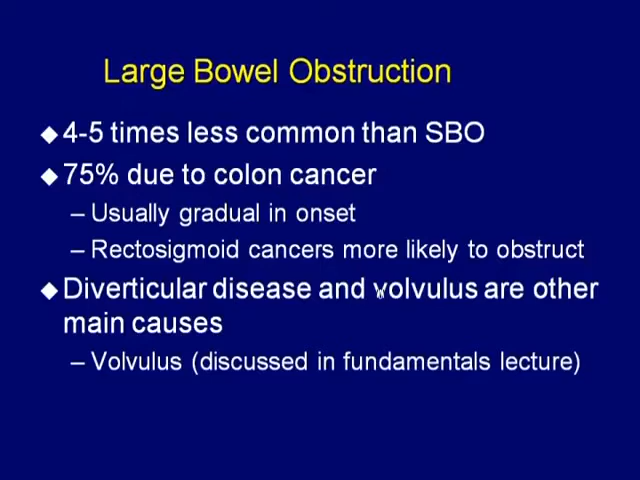 Large Bowel Obstruction
4-5 times less common than SBO
75% due to colon cancer
– Usually gradual in onset
– Rectosigmoid cancers more likely to obstruct
Diverticular disease and volvulus are other
main causes
– Volvulus (discussed in fundamentals lecture)